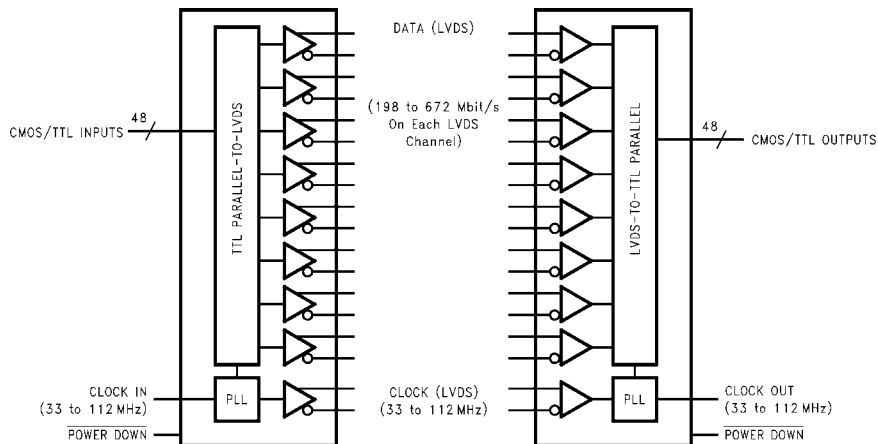 DATA (LVDS)
(198 to 672 Mbit/s
On Each LVDS
Channel)
48
CMOS/TTL INPUTS
TTL PARALLEL-TO-LVDS
LVDS-TO-TTL PARALLEL
48
CMOS/TTL OUTPUTS
CLOCK IN
(33 to 112 MHz)
PLL
CLOCK (LVDS)
(33 to 112 MHz)
PLL
CLOCK OUT
(33 to 112 MHz)
POWER DOWN
POWER DOWN